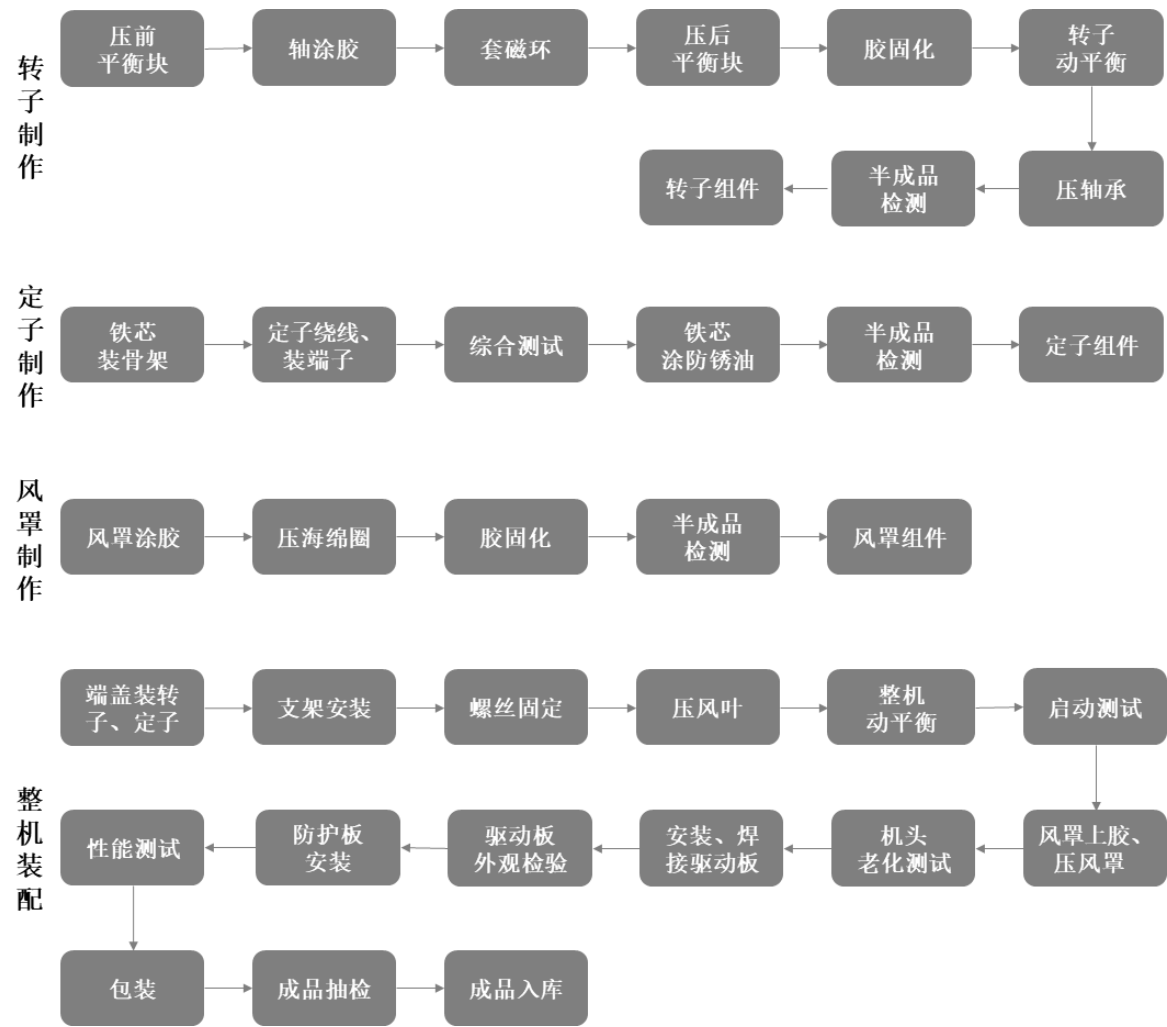 转子制作
压前
平衡块
轴涂胶
套磁环
压后
平衡块
胶固化
转子
动平衡
转子组件
半成品
检测
压轴承
定子制作
铁芯
装骨架
定子绕线、
装端子
综合测试
铁芯
涂防锈油
半成品
检测
定子组件
风罩制作
风罩涂胶
压海绵圈
胶固化
半成品
检测
风罩组件
整机装配
端盖装转
子、定子
支架安装
螺丝固定
压风叶
整机
动平衡
启动测试
性能测试
防护板
安装
驱动板
外观检验
安装、焊
接驱动板
机头
老化测试
风罩上胶、
压风罩
包装
成品抽检
成品入库